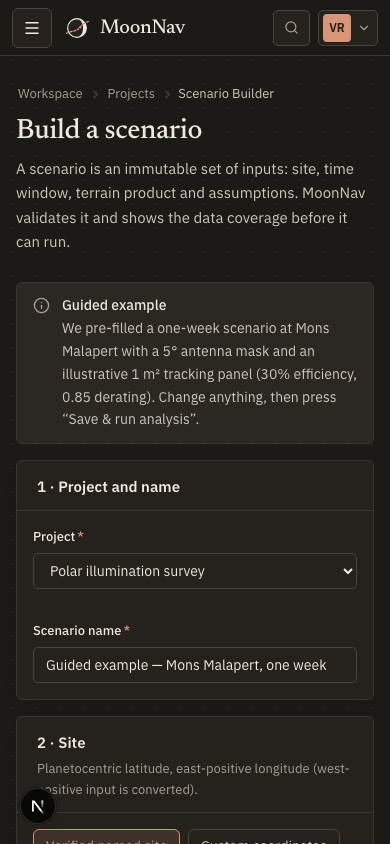 MoonNav
VR
Workspace > Projects > Scenario Builder
Build a scenario
A scenario is an immutable set of inputs: site, time
window, terrain product and assumptions. MoonNav
validates it and shows the data coverage before it
can run.
Guided example
We pre-filled a one-week scenario at Mons
Malapert with a 5° antenna mask and an
illustrative 1 m² tracking panel (30% efficiency,
0.85 derating). Change anything, then press
“Save & run analysis”.
1 · Project and name
Project *
Polar illumination survey
Scenario name *
Guided example — Mons Malapert, one week
2 · Site
Planetocentric latitude, east-positive longitude (west-
positive input is converted).
N
Verified named site
Custom coordinates